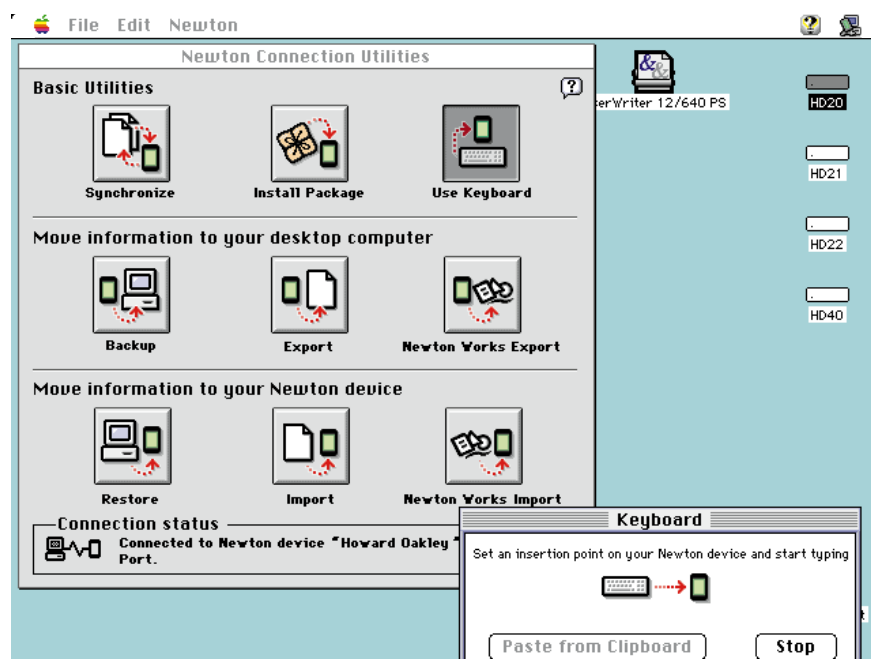 File Edit Newton
Newton Connection Utilities
Basic Utilities
Synchronize
Install Package
Use Keyboard
Move information to your desktop computer
Backup
Export
Newton Works Export
Move information to your Newton device
Restore
Import
Newton Works Import
Connection status
Connected to Newton device "Howard Oakley "
Port.
Keyboard
Set an insertion point on your Newton device and start typing
Paste from Clipboard
Stop
erWriter 12/640 PS
HD20
HD21
HD22
HD40